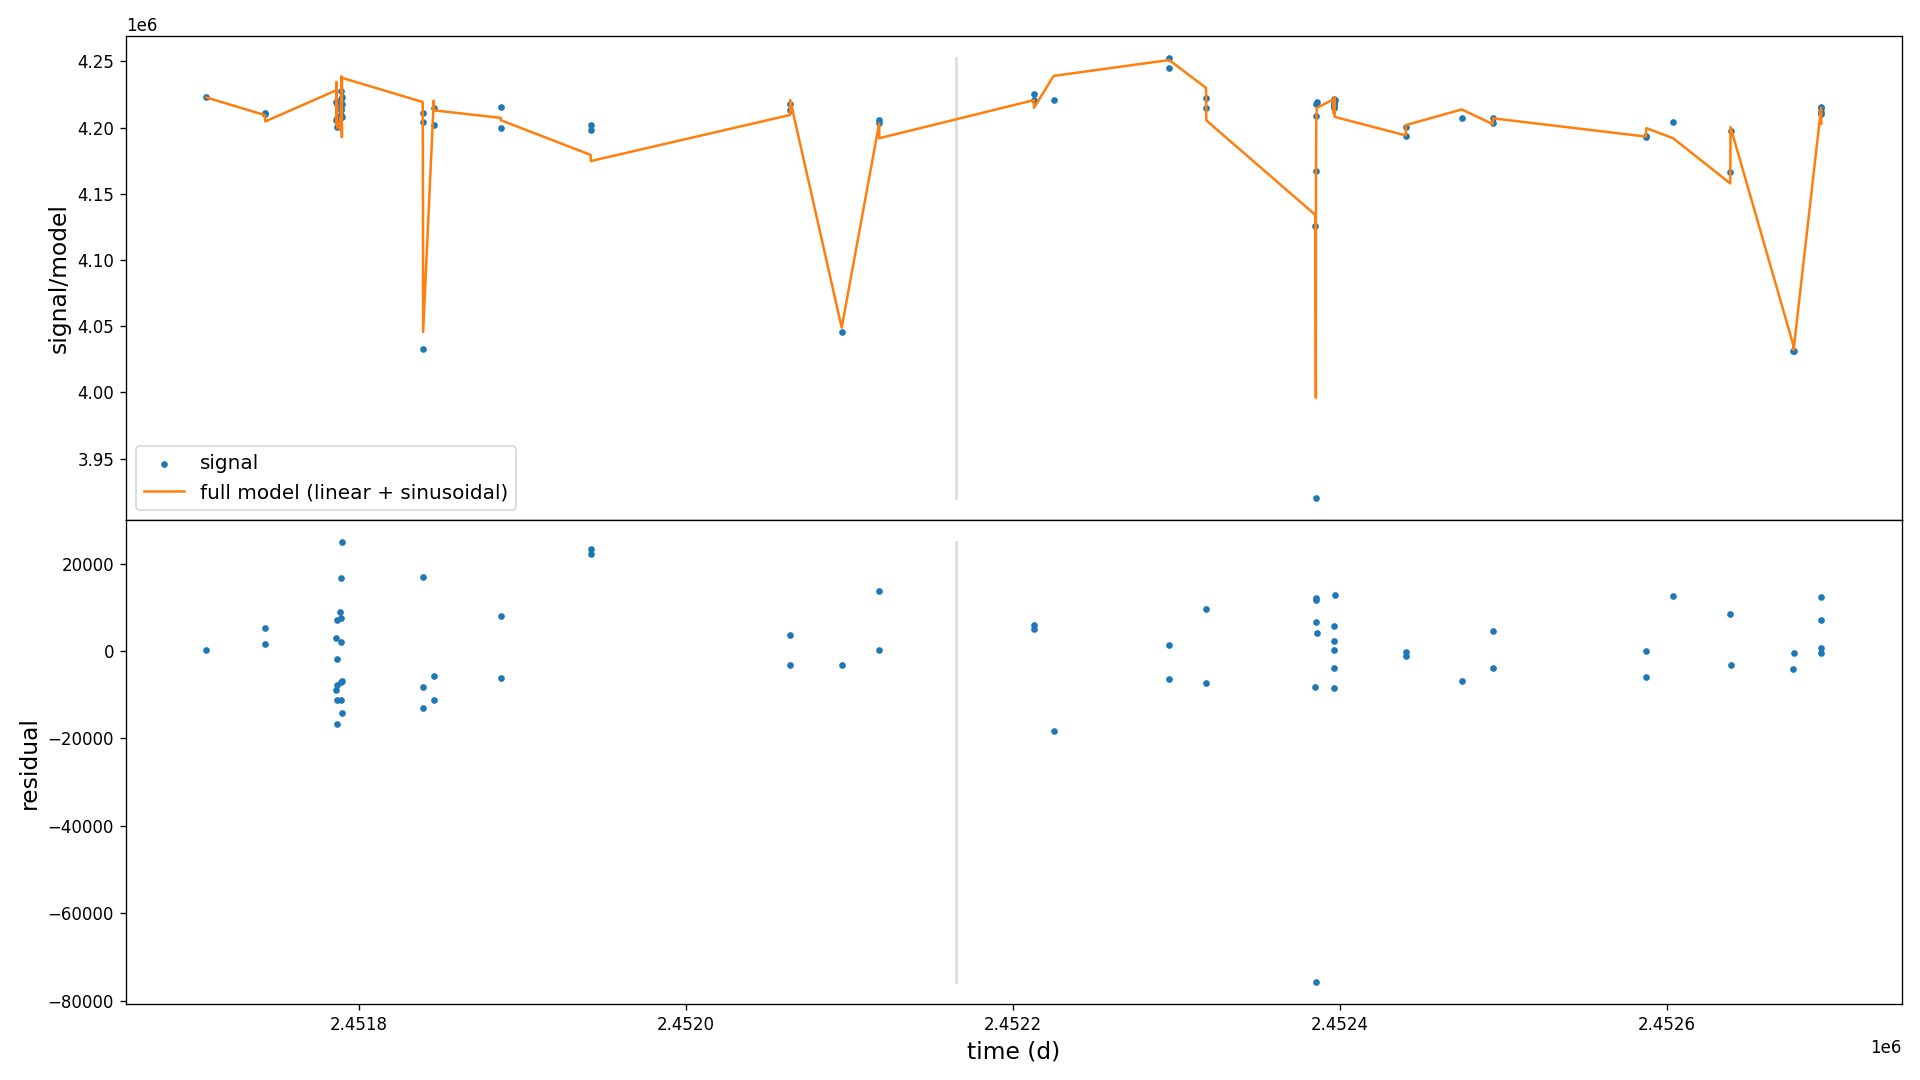 1e6
4.25
4.20
4.15
4.10
4.05
4.00
3.95
signal/model
signal
full model (linear + sinusoidal)
20000
0
−20000
−40000
−60000
−80000
residual
2.4518
2.4520
2.4522
2.4524
2.4526
time (d)
1e6